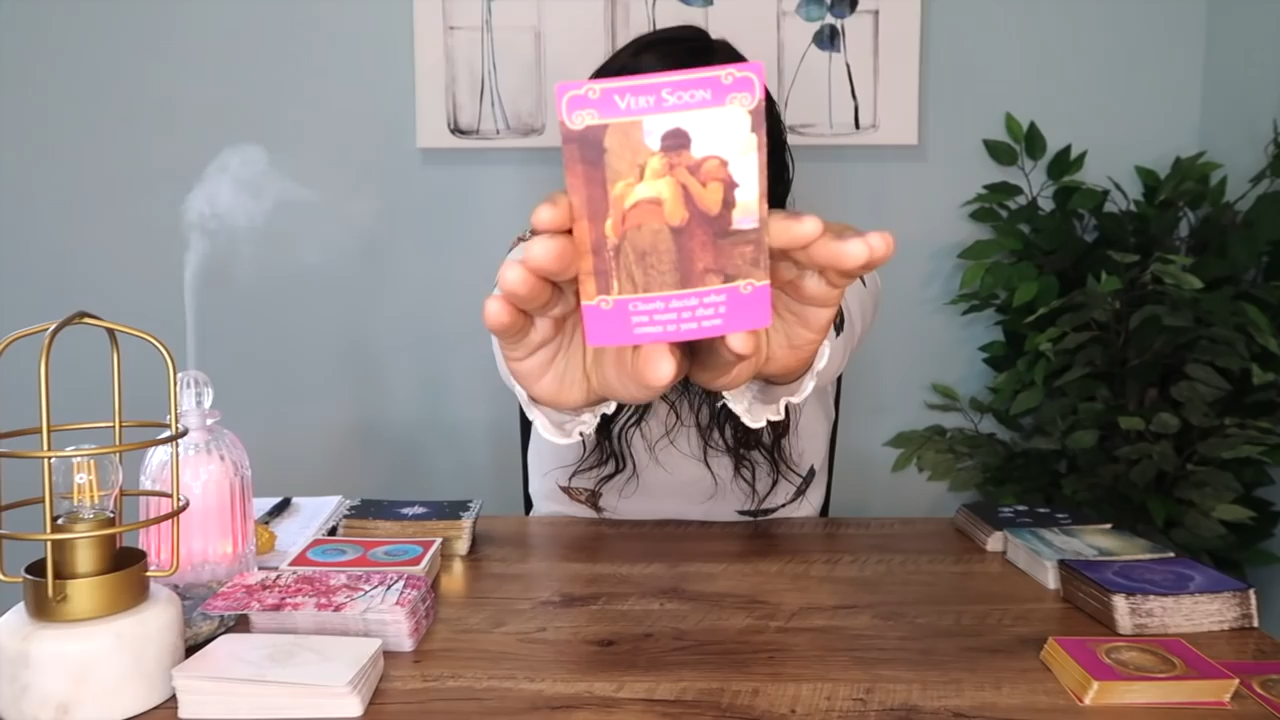 VERY SOON
Clearly decide what
you want so that it
comes to you now.